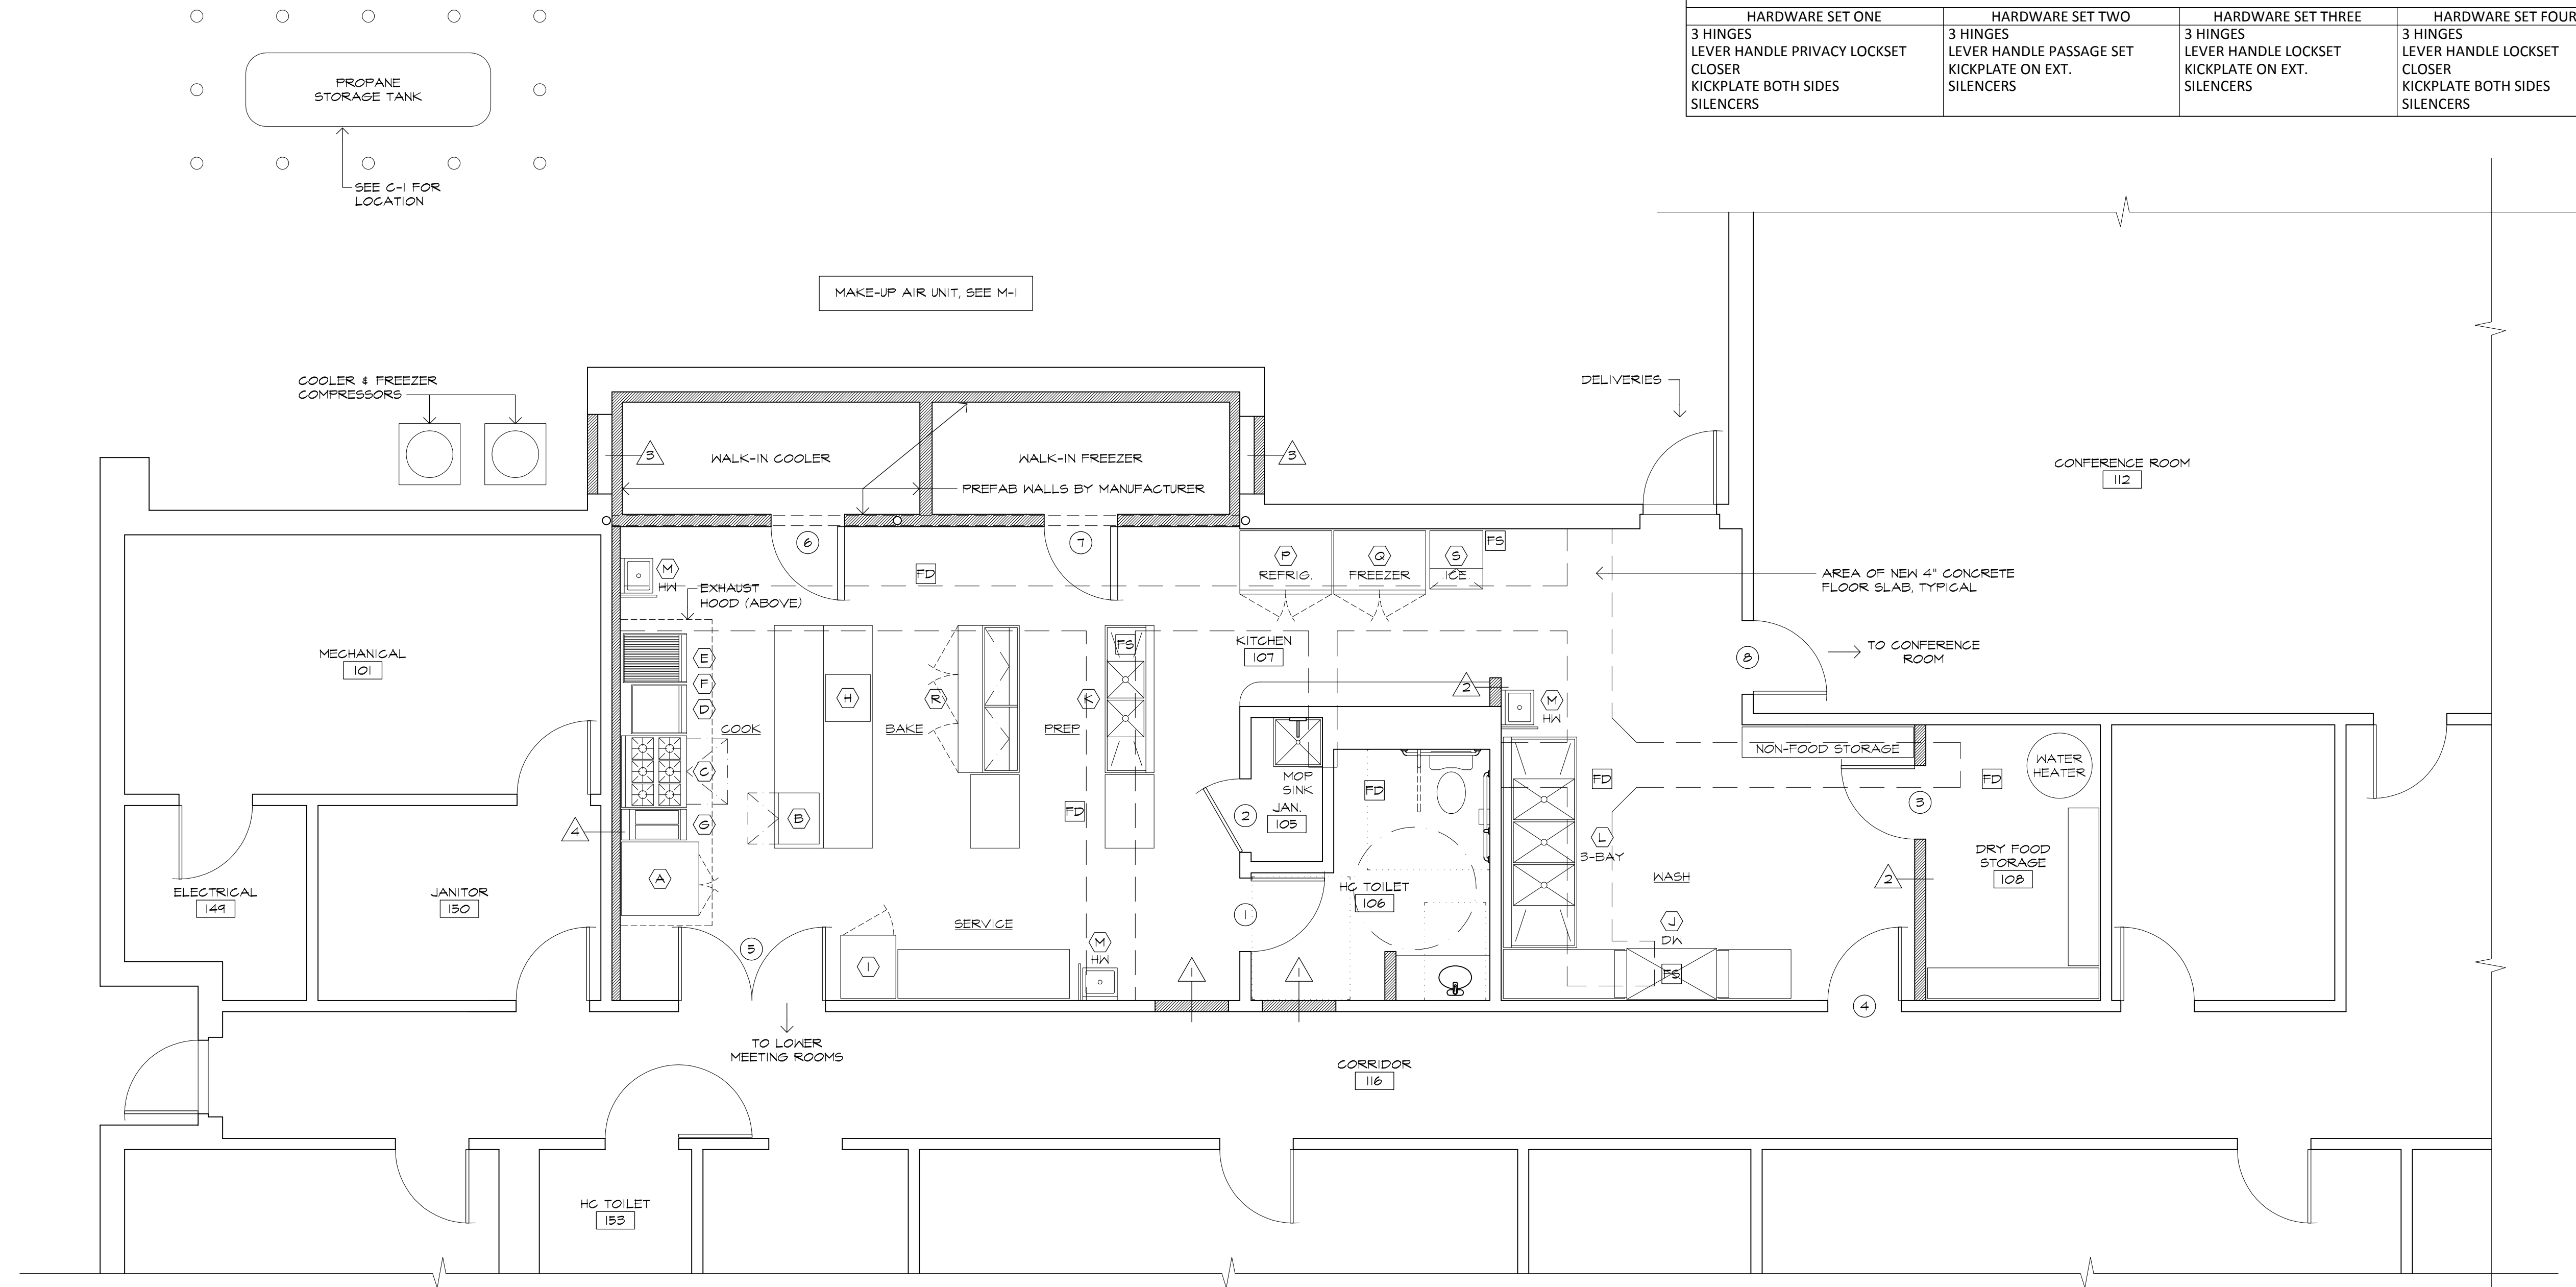 HARDWARE SET ONE
3 HINGES
LEVER HANDLE PRIVACY LOCKSET
CLOSER
KICKPLATE BOTH SIDES
SILENCERS
HARDWARE SET TWO
3 HINGES
LEVER HANDLE PASSAGE SET
KICKPLATE ON EXT.
SILENCERS
HARDWARE SET THREE
3 HINGES
LEVER HANDLE LOCKSET
KICKPLATE ON EXT.
SILENCERS
HARDWARE SET FOUR
3 HINGES
LEVER HANDLE LOCKSET
CLOSER
KICKPLATE BOTH SIDES
SILENCERS
PROPANE
STORAGE TANK
SEE C-1 FOR
LOCATION
MAKE-UP AIR UNIT, SEE M-1
COOLER & FREEZER
COMPRESSORS
DELIVERIES
3
WALK-IN COOLER
WALK-IN FREEZER
3
PREFAB WALLS BY MANUFACTURER
CONFERENCE ROOM
112
6
7
M
HW
EXHAUST
HOOD (ABOVE)
FD
P
REFRIG.
Q
FREEZER
S
ICE
FS
AREA OF NEW 4" CONCRETE
FLOOR SLAB, TYPICAL
MECHANICAL
101
E
F
D
COOK
C
G
4
A
B
H
BAKE
R
PREP
K
FS
KITCHEN
107
8
TO CONFERENCE
ROOM
2
M
HW
NON-FOOD STORAGE
MOP
SINK
JAN.
105
2
FD
FD
FD
FD
WATER
HEATER
3
L
3-BAY
DRY FOOD
STORAGE
108
2
WASH
ELECTRICAL
149
JANITOR
150
HC TOILET
106
1
5
SERVICE
I
M
HW
1
1
J
DW
FS
4
TO LOWER
MEETING ROOMS
CORRIDOR
116
HC TOILET
153